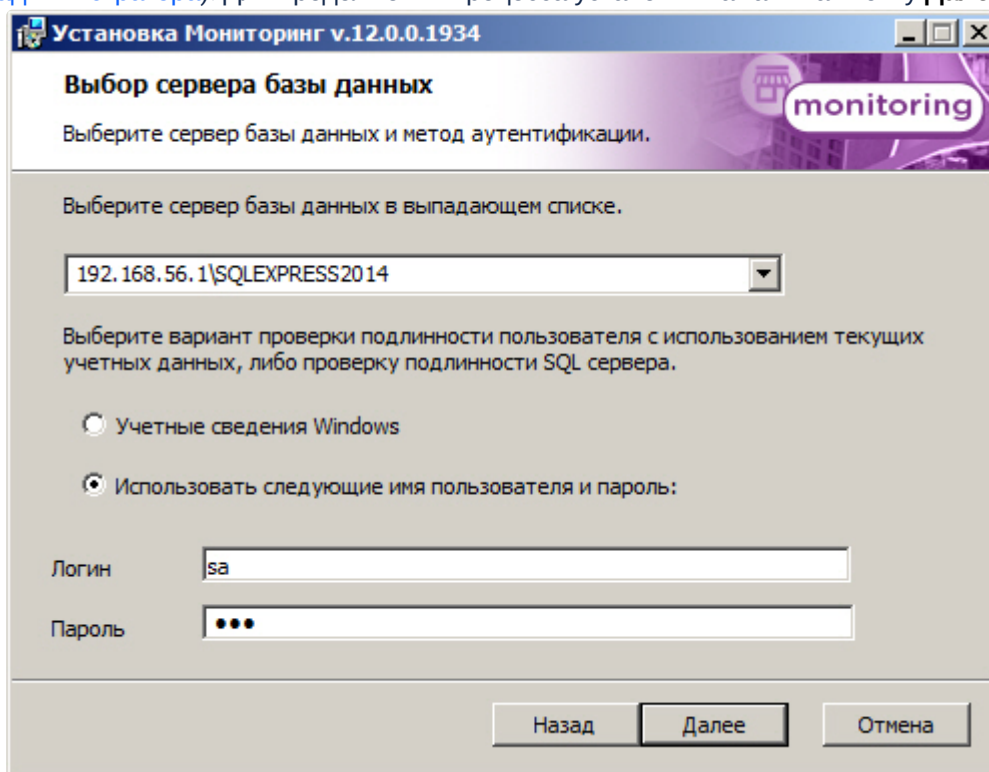 Установка Мониторинг v.12.0.0.1934
Выбор сервера базы данных
Выберите сервер базы данных и метод аутентификации.
monitoring
Выберите сервер базы данных в выпадающем списке.
192.168.56.1\SQLEXPRESS2014
Выберите вариант проверки подлинности пользователя с использованием текущих
учетных данных, либо проверку подлинности SQL сервера.
Учетные сведения Windows
Использовать следующие имя пользователя и пароль:
Логин
sa
Пароль
•••
Назад
Далее
Отмена